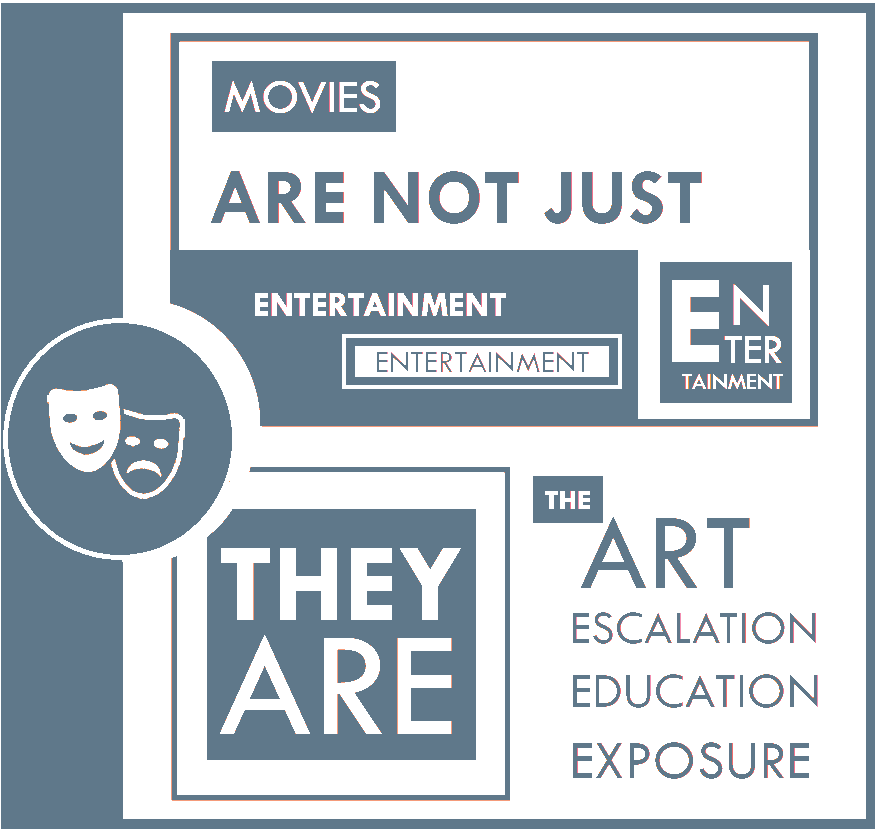 MOVIES
ARE NOT JUST
ENTERTAINMENT
ENTERTAINMENT
EN
TER
TAINMENT
THEY
ARE
THE
ART
ESCALATION
EDUCATION
EXPOSURE